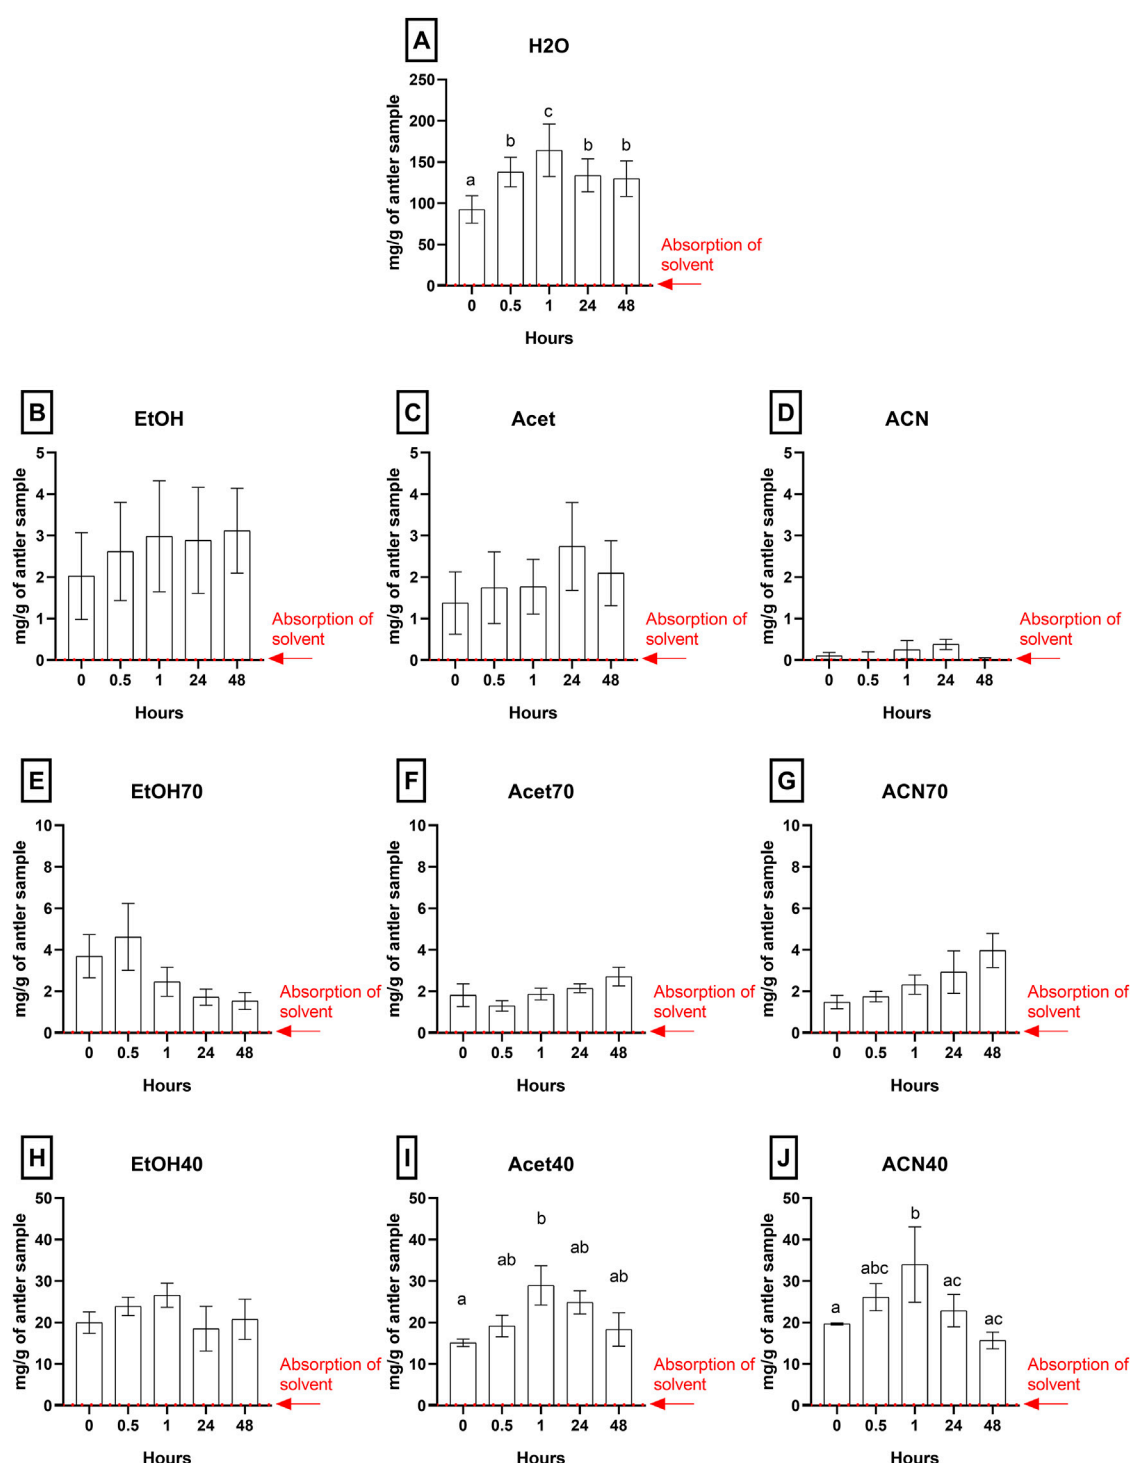 A
H2O
mg/g of antler sample
250
200
150
100
50
0
a
b
c
b
b
0 0.5 1 24 48
Hours
Absorption of
solvent
B
EtOH
mg/g of antler sample
5
4
3
2
1
0
0 0.5 1 24 48
Hours
Absorption of
solvent
C
Acet
mg/g of antler sample
5
4
3
2
1
0
0 0.5 1 24 48
Hours
Absorption of
solvent
D
ACN
mg/g of antler sample
5
4
3
2
1
0
0 0.5 1 24 48
Hours
Absorption of
solvent
E
EtOH70
mg/g of antler sample
10
8
6
4
2
0
0 0.5 1 24 48
Hours
Absorption of
solvent
F
Acet70
mg/g of antler sample
10
8
6
4
2
0
0 0.5 1 24 48
Hours
Absorption of
solvent
G
ACN70
mg/g of antler sample
10
8
6
4
2
0
0 0.5 1 24 48
Hours
Absorption of
solvent
H
EtOH40
mg/g of antler sample
50
40
30
20
10
0
0 0.5 1 24 48
Hours
Absorption of
solvent
I
Acet40
mg/g of antler sample
50
40
30
20
10
0
a
ab
b
ab
ab
0 0.5 1 24 48
Hours
Absorption of
solvent
J
ACN40
mg/g of antler sample
50
40
30
20
10
0
a
abc
b
ac
ac
0 0.5 1 24 48
Hours
Absorption of
solvent